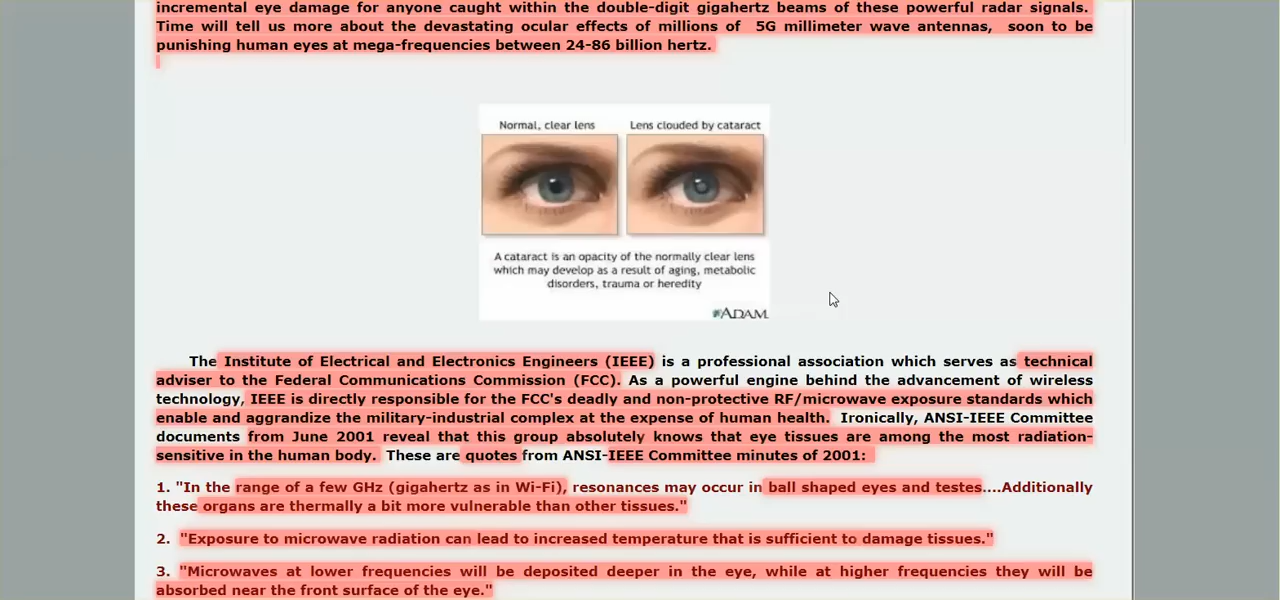 incremental eye damage for anyone caught within the double-digit gigahertz beams of these powerful radar signals.
Time will tell us more about the devastating ocular effects of millions of 5G millimeter wave antennas, soon to be
punishing human eyes at mega-frequencies between 24-86 billion hertz.
Normal, clear lens
Lens clouded by cataract
A cataract is an opacity of the normally clear lens
which may develop as a result of aging, metabolic
disorders, trauma or heredity
ADAM.
The Institute of Electrical and Electronics Engineers (IEEE) is a professional association which serves as technical
adviser to the Federal Communications Commission (FCC). As a powerful engine behind the advancement of wireless
technology, IEEE is directly responsible for the FCC's deadly and non-protective RF/microwave exposure standards which
enable and aggrandize the military-industrial complex at the expense of human health. Ironically, ANSI-IEEE Committee
documents from June 2001 reveal that this group absolutely knows that eye tissues are among the most radiation-
sensitive in the human body. These are quotes from ANSI-IEEE Committee minutes of 2001:
1. "In the range of a few GHz (gigahertz as in Wi-Fi), resonances may occur in ball shaped eyes and testes....Additionally
these organs are thermally a bit more vulnerable than other tissues."
2. "Exposure to microwave radiation can lead to increased temperature that is sufficient to damage tissues."
3. "Microwaves at lower frequencies will be deposited deeper in the eye, while at higher frequencies they will be
absorbed near the front surface of the eye."